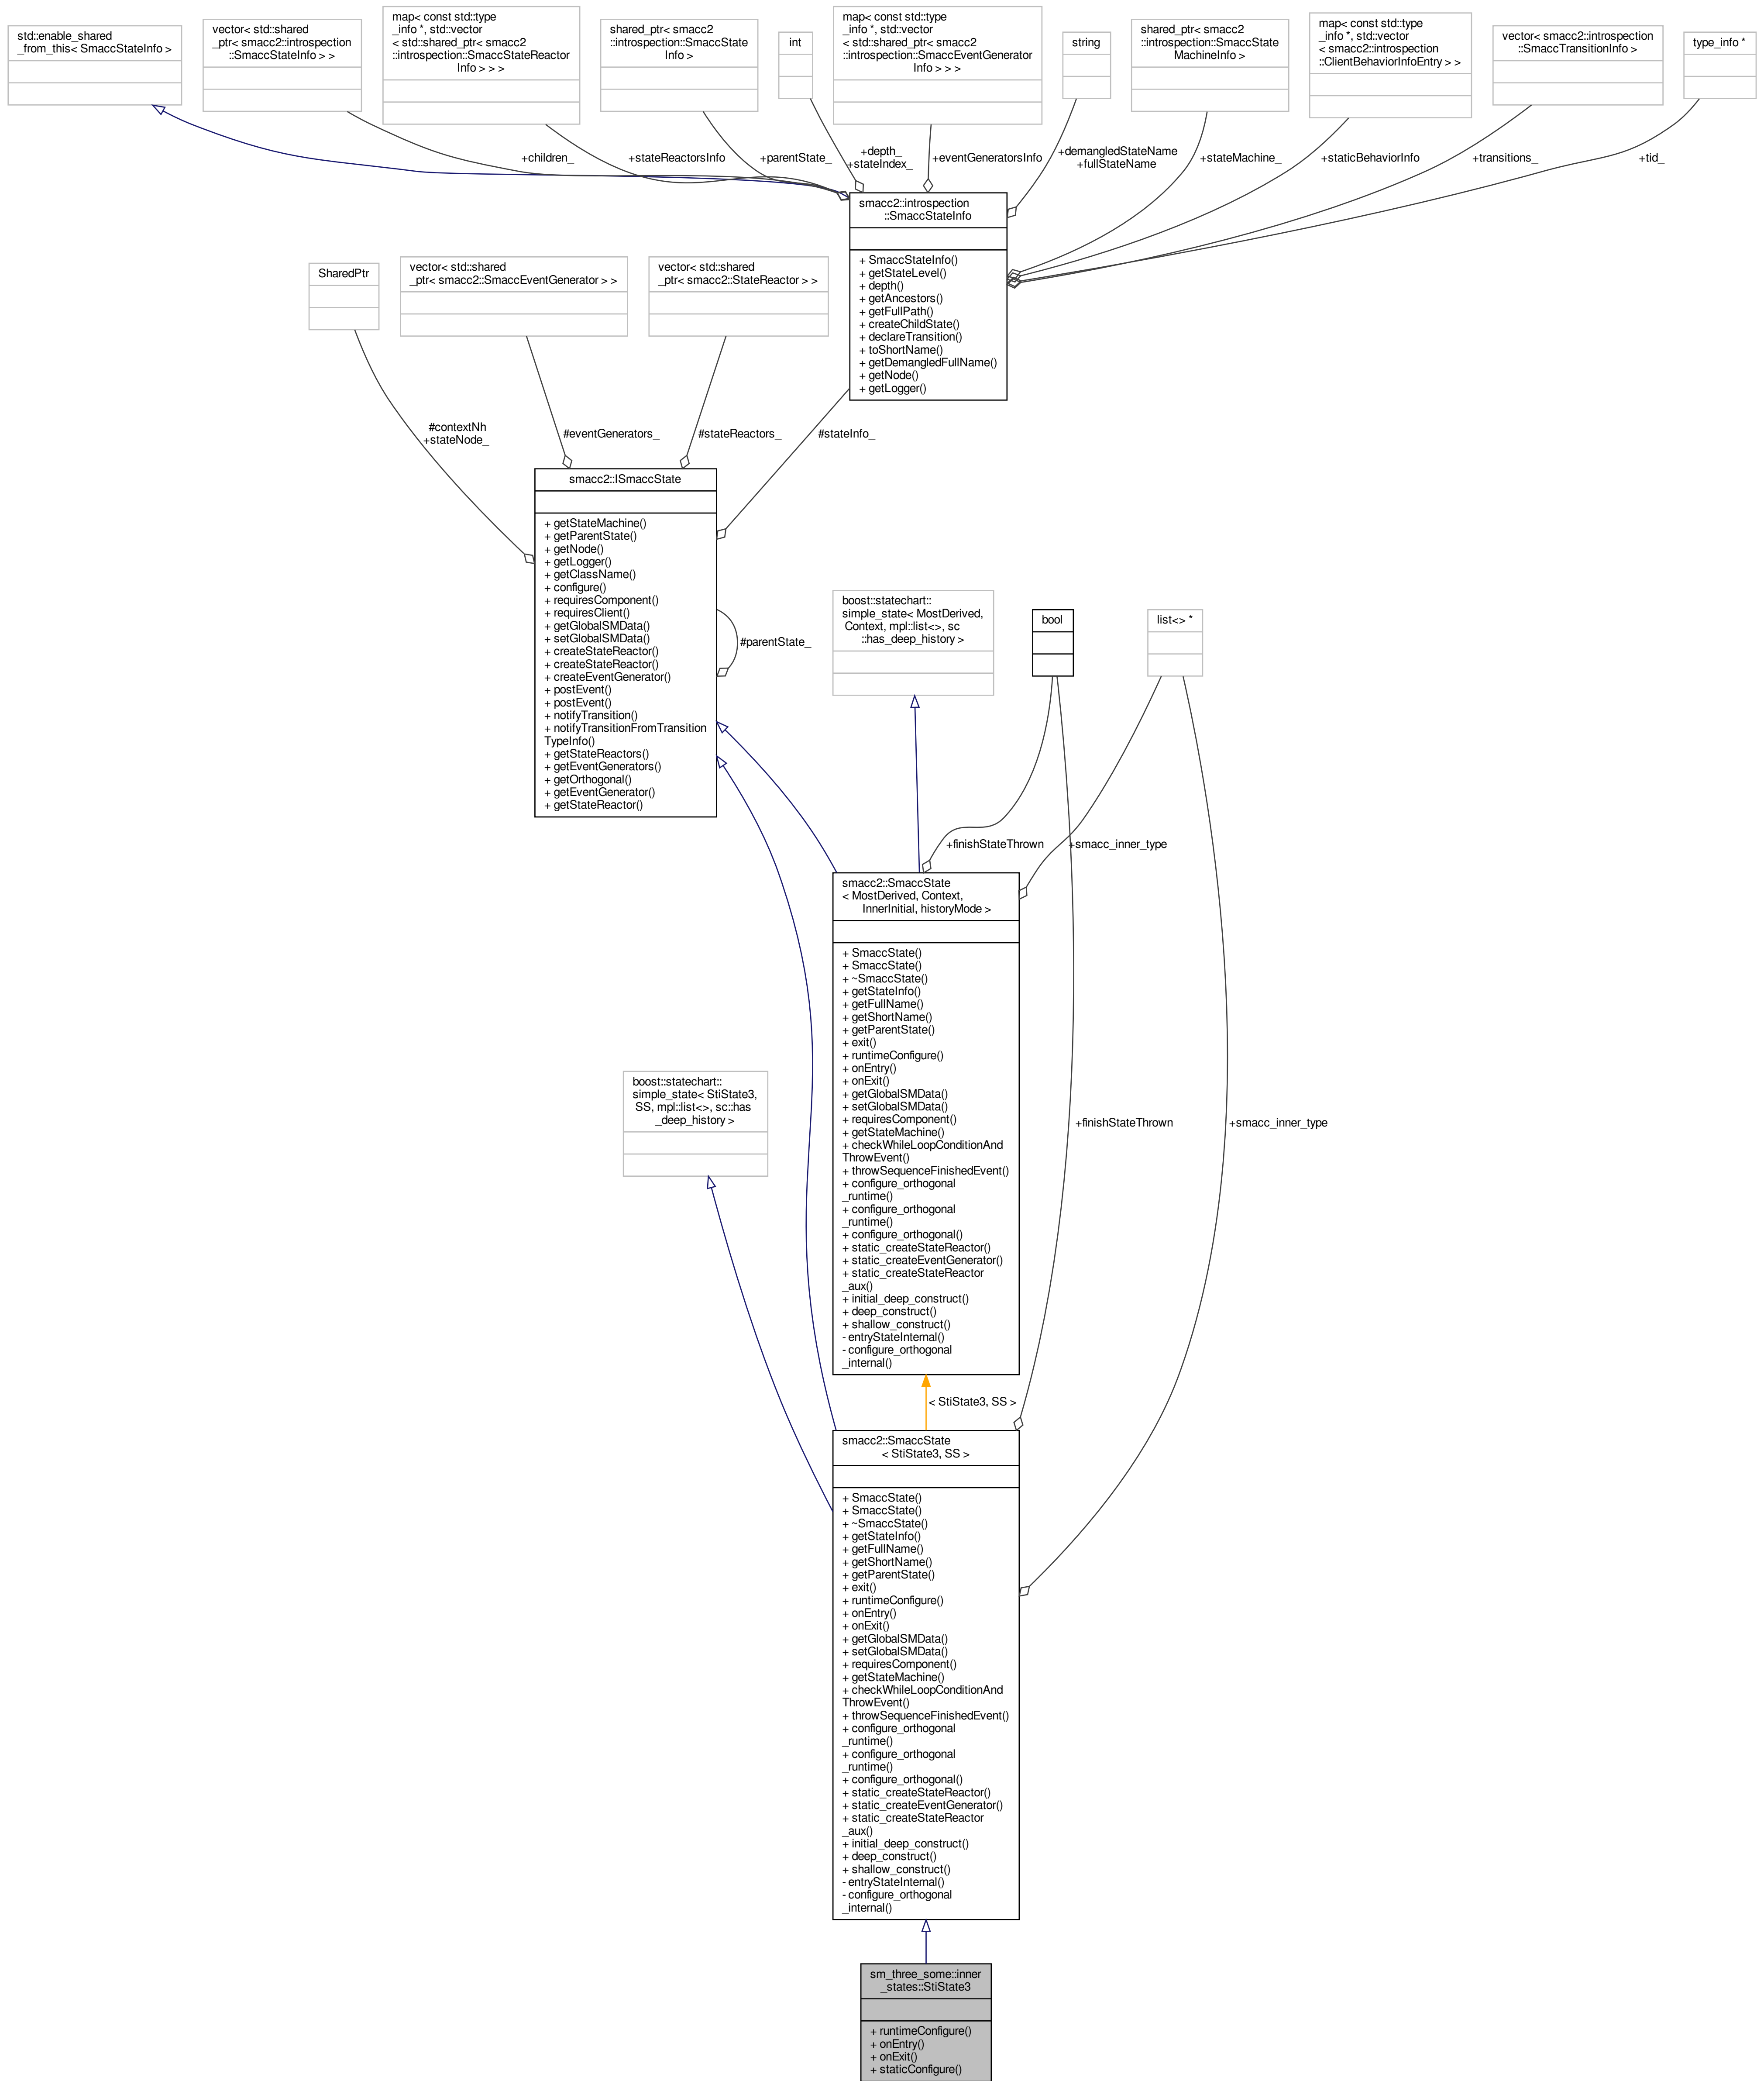 std::enable_shared
_from_this< SmaccStateInfo >
vector< std::shared
_ptr< smacc2::introspection
::SmaccStateInfo > >
map< const std::type
_info *, std::vector
< std::shared_ptr< smacc2
::introspection::SmaccStateReactor
Info > > >
shared_ptr< smacc2
::introspection::SmaccState
Info >
int
map< const std::type
_info *, std::vector
< std::shared_ptr< smacc2
::introspection::SmaccEventGenerator
Info > > >
string
shared_ptr< smacc2
::introspection::SmaccState
MachineInfo >
map< const std::type
_info *, std::vector
< smacc2::introspection
::ClientBehaviorInfoEntry > >
vector< smacc2::introspection
::SmaccTransitionInfo >
type_info *
+children_
+stateReactorsInfo
+parentState_
+depth_
+stateIndex_
+eventGeneratorsInfo
+demangledStateName
+fullStateName
+stateMachine_
+staticBehaviorInfo
+transitions_
+tid_
smacc2::introspection
::SmaccStateInfo
+ SmaccStateInfo()
+ getStateLevel()
+ depth()
+ getAncestors()
+ getFullPath()
+ createChildState()
+ declareTransition()
+ toShortName()
+ getDemangledFullName()
+ getNode()
+ getLogger()
SharedPtr
vector< std::shared
_ptr< smacc2::SmaccEventGenerator > >
vector< std::shared
_ptr< smacc2::StateReactor > >
#contextNh
+stateNode_
#eventGenerators_
#stateReactors_
#stateInfo_
smacc2::ISmaccState
+ getStateMachine()
+ getParentState()
+ getNode()
+ getLogger()
+ getClassName()
+ configure()
+ requiresComponent()
+ requiresClient()
+ getGlobalSMData()
+ setGlobalSMData()
+ createStateReactor()
+ createStateReactor()
+ createEventGenerator()
+ postEvent()
+ postEvent()
+ notifyTransition()
+ notifyTransitionFromTransition
TypeInfo()
+ getStateReactors()
+ getEventGenerators()
+ getOrthogonal()
+ getEventGenerator()
+ getStateReactor()
#parentState_
boost::statechart::
simple_state< MostDerived,
Context, mpl::list<>, sc
::has_deep_history >
bool
list<> *
+finishStateThrown
+smacc_inner_type
smacc2::SmaccState
< MostDerived, Context,
InnerInitial, historyMode >
+ SmaccState()
+ SmaccState()
+ ~SmaccState()
+ getStateInfo()
+ getFullName()
+ getShortName()
+ getParentState()
+ exit()
+ runtimeConfigure()
+ onEntry()
+ onExit()
+ getGlobalSMData()
+ setGlobalSMData()
+ requiresComponent()
+ getStateMachine()
+ checkWhileLoopConditionAnd
ThrowEvent()
+ throwSequenceFinishedEvent()
+ configure_orthogonal
_runtime()
+ configure_orthogonal
_runtime()
+ configure_orthogonal()
+ static_createStateReactor()
+ static_createEventGenerator()
+ static_createStateReactor
_aux()
+ initial_deep_construct()
+ deep_construct()
+ shallow_construct()
- entryStateInternal()
- configure_orthogonal
_internal()
boost::statechart::
simple_state< StiState3,
SS, mpl::list<>, sc::has
_deep_history >
+finishStateThrown
+smacc_inner_type
< StiState3, SS >
smacc2::SmaccState
< StiState3, SS >
+ SmaccState()
+ SmaccState()
+ ~SmaccState()
+ getStateInfo()
+ getFullName()
+ getShortName()
+ getParentState()
+ exit()
+ runtimeConfigure()
+ onEntry()
+ onExit()
+ getGlobalSMData()
+ setGlobalSMData()
+ requiresComponent()
+ getStateMachine()
+ checkWhileLoopConditionAnd
ThrowEvent()
+ throwSequenceFinishedEvent()
+ configure_orthogonal
_runtime()
+ configure_orthogonal
_runtime()
+ configure_orthogonal()
+ static_createStateReactor()
+ static_createEventGenerator()
+ static_createStateReactor
_aux()
+ initial_deep_construct()
+ deep_construct()
+ shallow_construct()
- entryStateInternal()
- configure_orthogonal
_internal()
sm_three_some::inner
_states::StiState3
+ runtimeConfigure()
+ onEntry()
+ onExit()
+ staticConfigure()